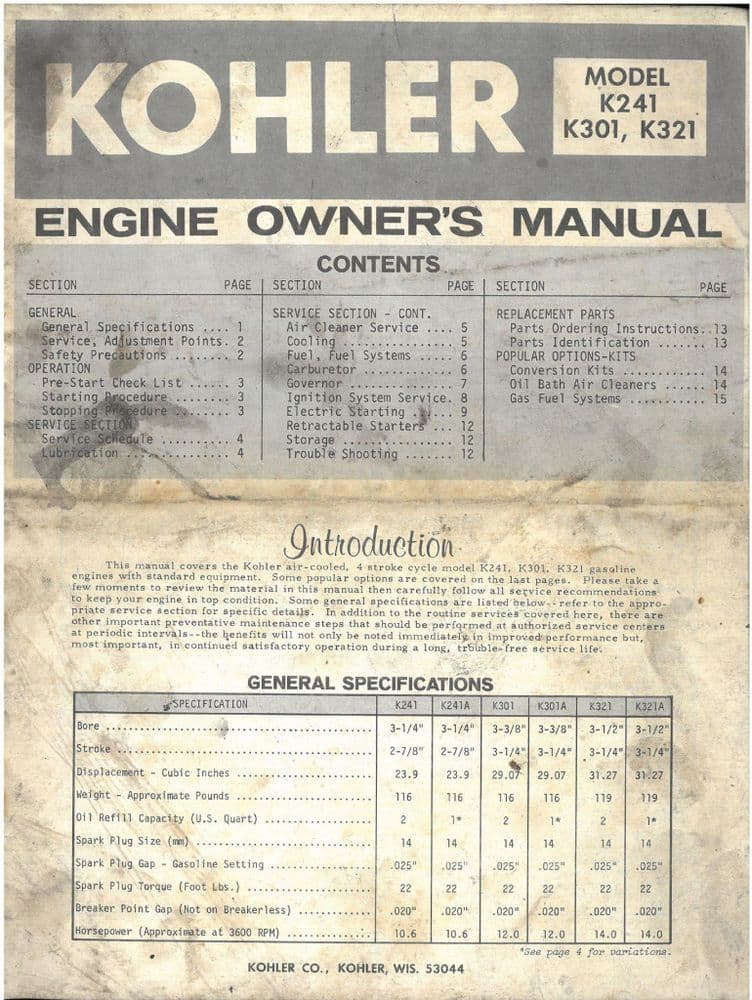 KOHLER
MODEL
K241
K301, K321
ENGINE OWNER'S MANUAL
CONTENTS
SECTION PAGE
GENERAL
General Specifications .... 1
Service, Adjustment Points. 2
Safety Precautions ........ 2
OPERATION
Pre-Start Check List ...... 3
Starting Procedure ........ 3
Stopping Procedure ........ 3
SERVICE SECTION
Service Schedule .......... 4
Lubrication ............... 4
SECTION PAGE
SERVICE SECTION - CONT.
Air Cleaner Service .... 5
Cooling ................ 5
Fuel, Fuel Systems ..... 6
Carburetor ............. 6
Governor ............... 7
Ignition System Service. 8
Electric Starting ...... 9
Retractable Starters ... 12
Storage ................ 12
Trouble Shooting ....... 12
SECTION PAGE
REPLACEMENT PARTS
Parts Ordering Instructions..13
Parts Identification ....... 13
POPULAR OPTIONS-KITS
Conversion Kits ............ 14
Oil Bath Air Cleaners ...... 14
Gas Fuel Systems ........... 15
Introduction
This manual covers the Kohler air-cooled, 4 stroke cycle model K241, K301, K321 gasoline
engines with standard equipment. Some popular options are covered on the last pages. Please take a
few moments to review the material in this manual then carefully follow all service recommendations
to keep your engine in top condition. Some general specifications are listed below--refer to the appro-
priate service section for specific details. In addition to the routine services covered here, there are
other important preventative maintenance steps that should be performed at authorized service centers
at periodic intervals--the benefits will not only be noted immediately in improved performance but,
most important, in continued satisfactory operation during a long, trouble-free service life.
GENERAL SPECIFICATIONS
SPECIFICATION K241 K241A K301 K301A K321 K321A
Bore 3-1/4" 3-1/4" 3-3/8" 3-3/8" 3-1/2" 3-1/2"
Stroke 2-7/8" 2-7/8" 3-1/4" 3-1/4" 3-1/4" 3-1/4"
Displacement - Cubic Inches 23.9 23.9 29.07 29.07 31.27 31.27
Weight - Approximate Pounds 116 116 116 116 119 119
Oil Refill Capacity (U.S. Quart) 2 1* 2 1* 2 1*
Spark Plug Size (mm) 14 14 14 14 14 14
Spark Plug Gap - Gasoline Setting .025" .025" .025" .025" .025" .025"
Spark Plug Torque (Foot Lbs.) 22 22 22 22 22 22
Breaker Point Gap (Not on Breakerless) .020" .020" .020" .020" .020" .020"
Horsepower (Approximate at 3600 RPM) 10.6 10.6 12.0 12.0 14.0 14.0
*See page 4 for variations.
KOHLER CO., KOHLER, WIS. 53044